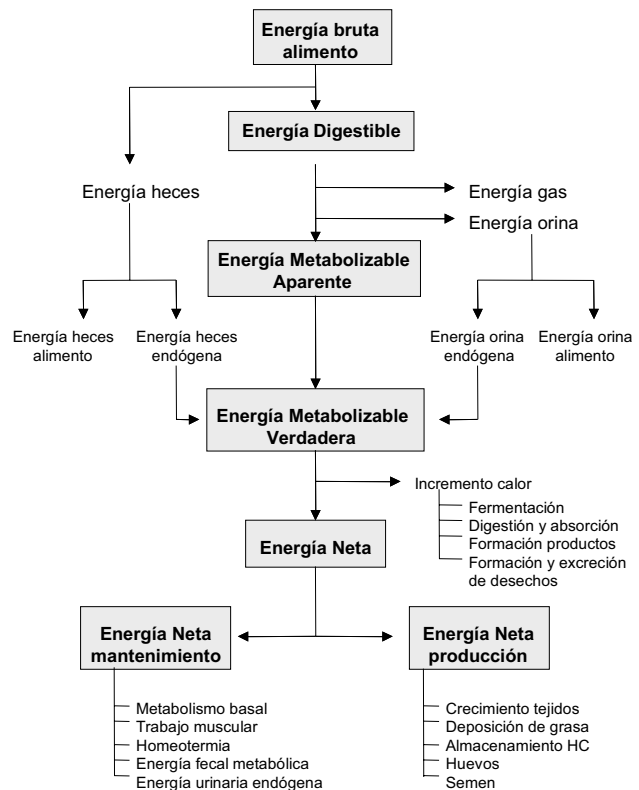 Energía bruta
alimento
Energía Digestible
Energía heces
Energía gas
Energía orina
Energía Metabolizable
Aparente
Energía heces
alimento
Energía heces
endógena
Energía orina
endógena
Energía orina
alimento
Energía Metabolizable
Verdadera
Incremento calor
Fermentación
Digestión y absorción
Formación productos
Formación y excreción
de desechos
Energía Neta
Energía Neta
mantenimiento
Energía Neta
producción
Metabolismo basal
Trabajo muscular
Homeotermia
Energía fecal metabólica
Energía urinaria endógena
Crecimiento tejidos
Deposición de grasa
Almacenamiento HC
Huevos
Semen